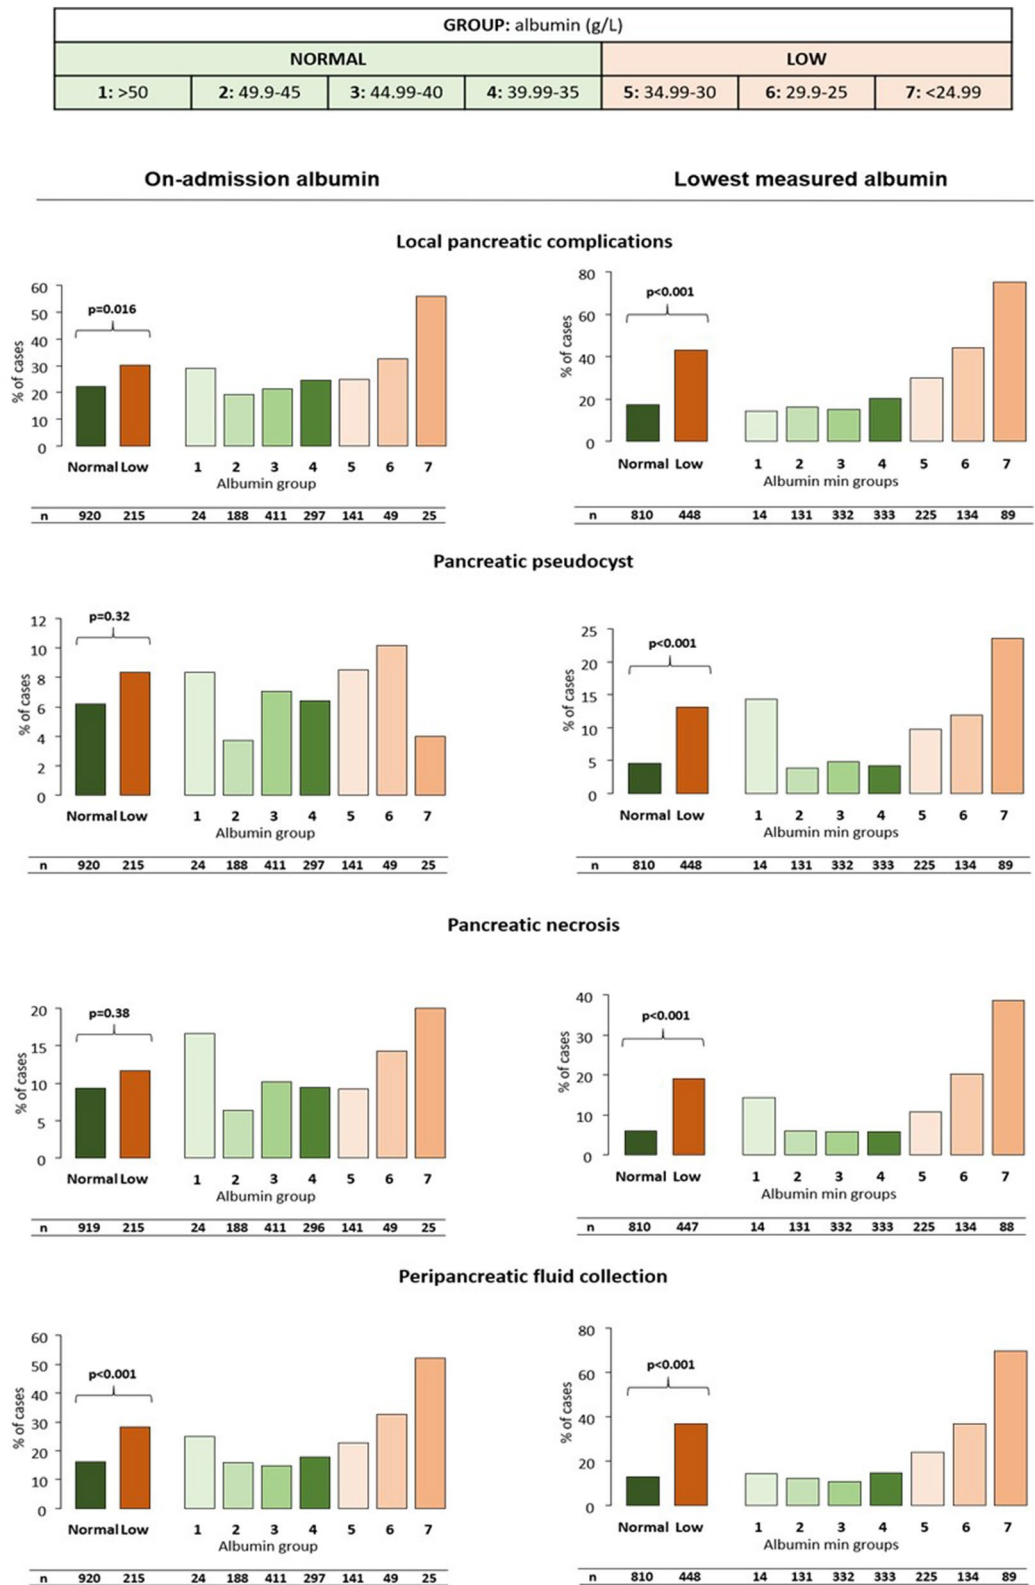 GROUP: albumin (g/L)
NORMAL LOW
1: >50 2: 49.9-45 3: 44.99-40 4: 39.99-35 5: 34.99-30 6: 29.9-25 7: <24.99
On-admission albumin Lowest measured albumin
Local pancreatic complications
% of cases
60
50
40
30
20
10
0
p=0.016
Normal Low 1 2 3 4 5 6 7
Albumin group
n 920 215 24 188 411 297 141 49 25
% of cases
80
60
40
20
0
p<0.001
Normal Low 1 2 3 4 5 6 7
Albumin min groups
n 810 448 14 131 332 333 225 134 89
Pancreatic pseudocyst
% of cases
12
10
8
6
4
2
0
p=0.32
Normal Low 1 2 3 4 5 6 7
Albumin group
n 920 215 24 188 411 297 141 49 25
% of cases
25
20
15
10
5
0
p<0.001
Normal Low 1 2 3 4 5 6 7
Albumin min groups
n 810 448 14 131 332 333 225 134 89
Pancreatic necrosis
% of cases
20
15
10
5
0
p=0.38
Normal Low 1 2 3 4 5 6 7
Albumin group
n 919 215 24 188 411 296 141 49 25
% of cases
40
30
20
10
0
p<0.001
Normal Low 1 2 3 4 5 6 7
Albumin min groups
n 810 447 14 131 332 333 225 134 88
Peripancreatic fluid collection
% of cases
60
50
40
30
20
10
0
p<0.001
Normal Low 1 2 3 4 5 6 7
Albumin group
n 920 215 24 188 411 297 141 49 25
% of cases
80
60
40
20
0
p<0.001
Normal Low 1 2 3 4 5 6 7
Albumin min groups
n 810 448 14 131 332 333 225 134 89